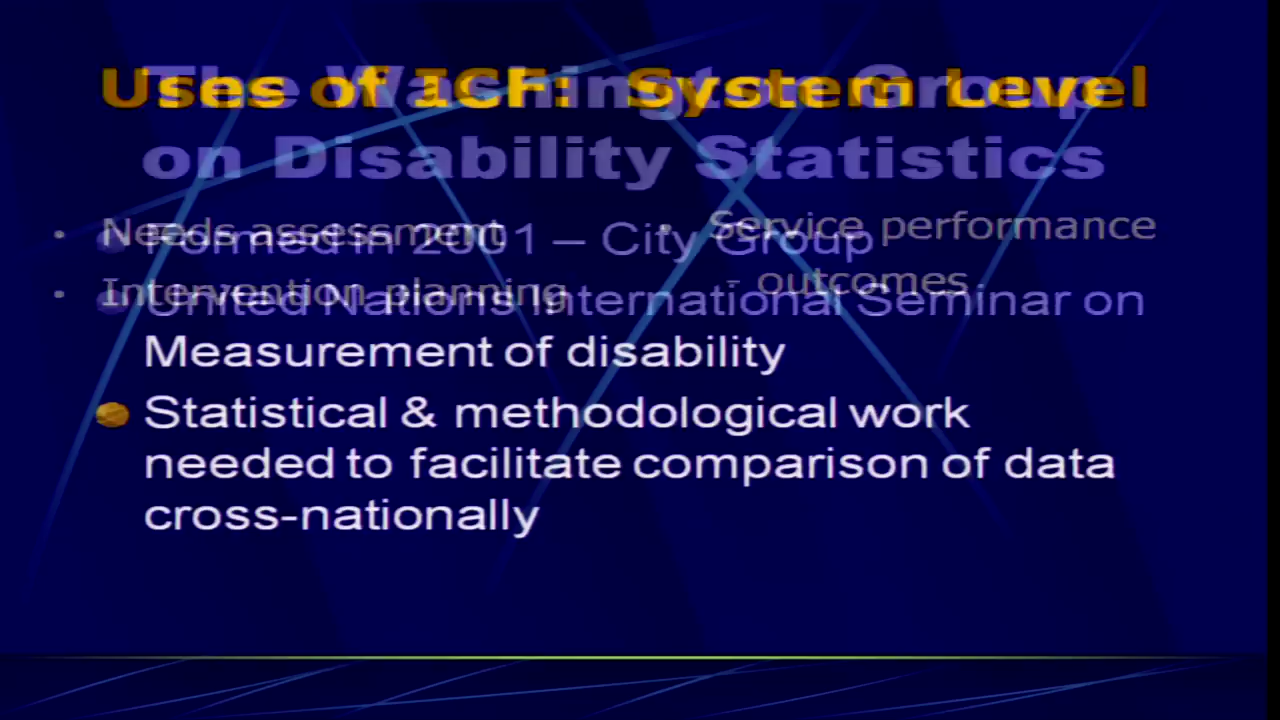 Uses of ICF: System Level
The Washington Group
on Disability Statistics
• Needs assessment
• Intervention planning
• Service performance
- outcomes
Formed in 2001 – City Group
United Nations International Seminar on
Measurement of disability
Statistical & methodological work
needed to facilitate comparison of data
cross-nationally